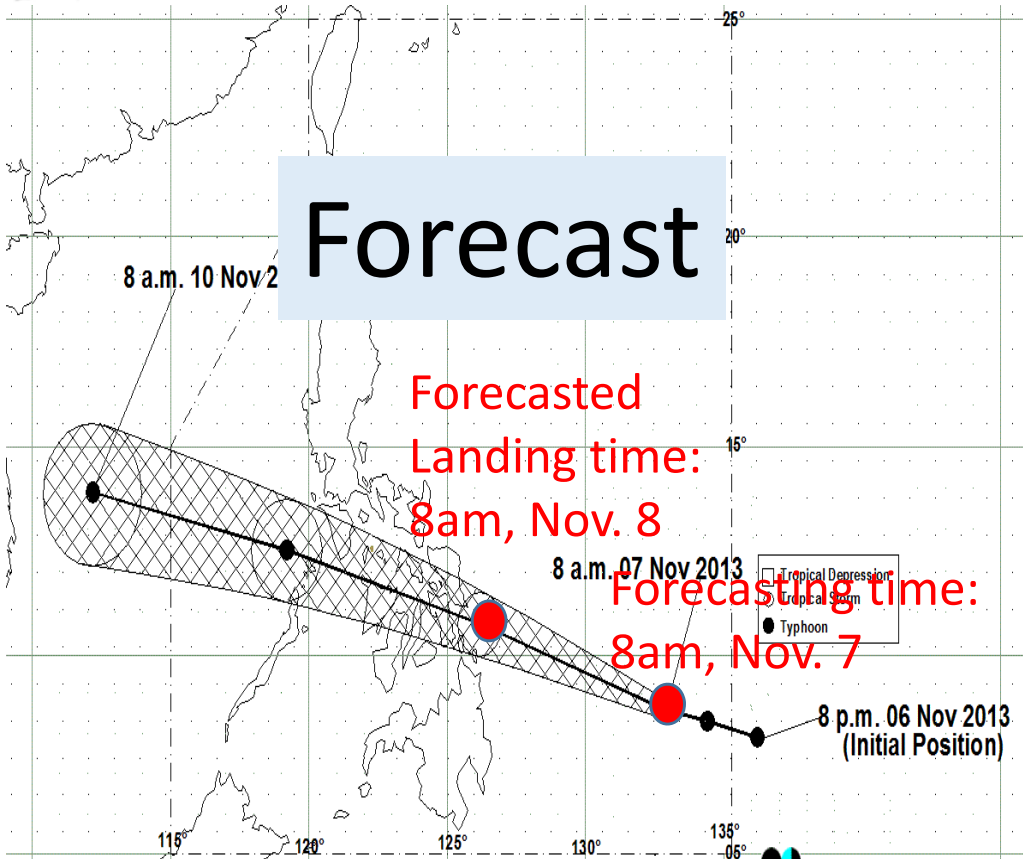 25°
Forecast
20°
8 a.m. 10 Nov 2
Forecasted
Landing time:
8am, Nov. 8
15°
8 a.m. 07 Nov 2013
Tropical Depression
Tropical Storm
Typhoon
Forecasting time:
8am, Nov. 7
8 p.m. 06 Nov 2013
(Initial Position)
115°
120°
125°
130°
135°
05°